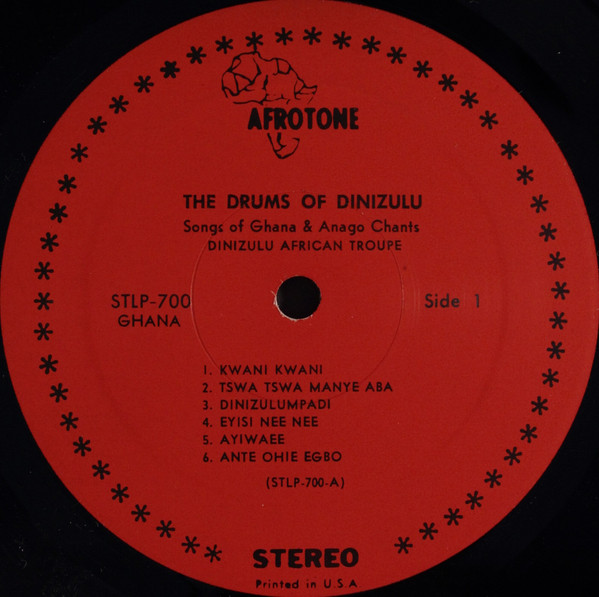 AFROTONE
THE DRUMS OF DINIZULU
Songs of Ghana & Anago Chants
DINIZULU AFRICAN TROUPE
STLP-700 Side 1
GHANA
1. KWANI KWANI
2. TSWA TSWA MANYE ABA
3. DINIZULUMPADI
4. EYISI NEE NEE
5. AYIWAEE
6. ANTE OHIE EGBO
(STLP-700-A)
STEREO
Printed in U.S.A